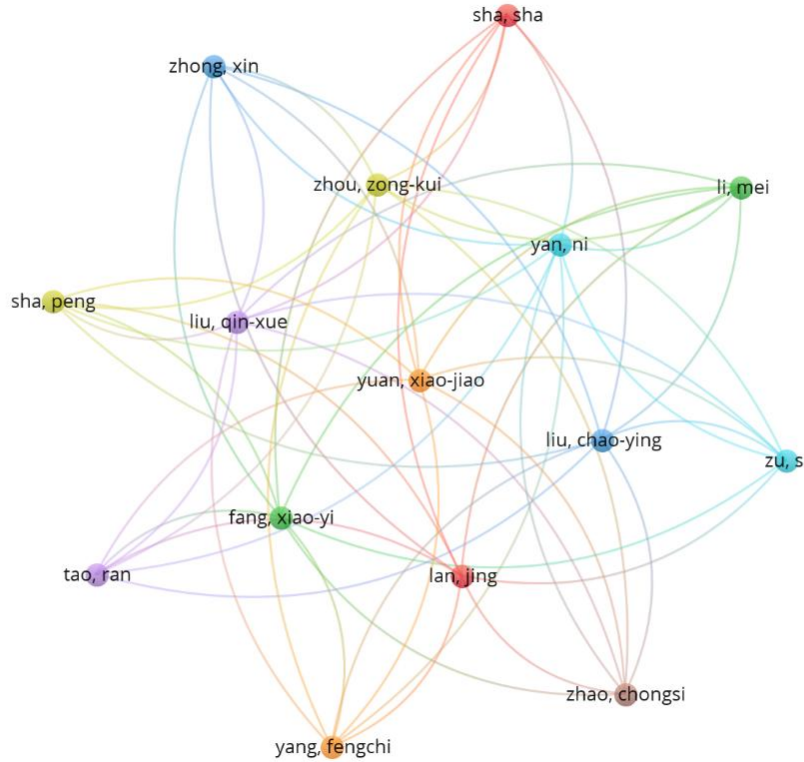 sha, sha
zhong, xin
zhou, zong-kui
li, mei
yan, ni
sha, peng
liu, qin-xue
yuan, xiao-jiao
liu, chao-ying
zu, s
fang, xiao-yi
tao, ran
lan, jing
zhao, chongsi
yang, fengchi